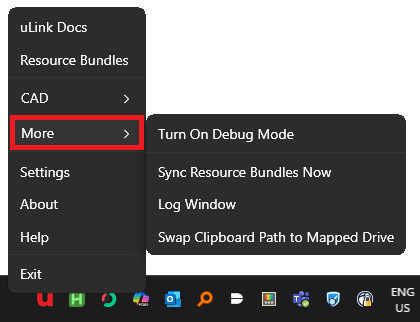 uLink Docs
Resource Bundles
CAD
More
Turn On Debug Mode
Settings
Sync Resource Bundles Now
About
Log Window
Help
Swap Clipboard Path to Mapped Drive
Exit
ENG
US